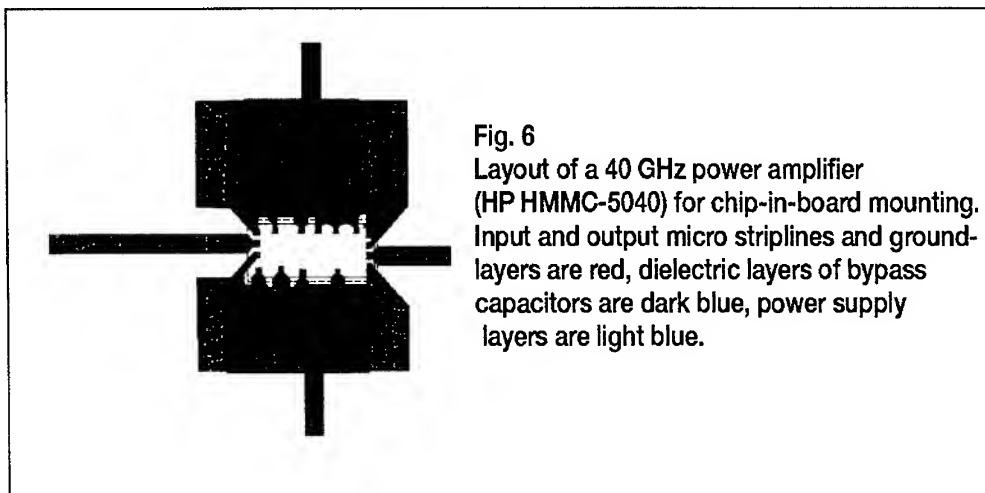 Fig. 6
Layout of a 40 GHz power amplifier
(HP HMMC-5040) for chip-in-board mounting.
Input and output micro striplines and ground-
layers are red, dielectric layers of bypass
capacitors are dark blue, power supply
layers are light blue.